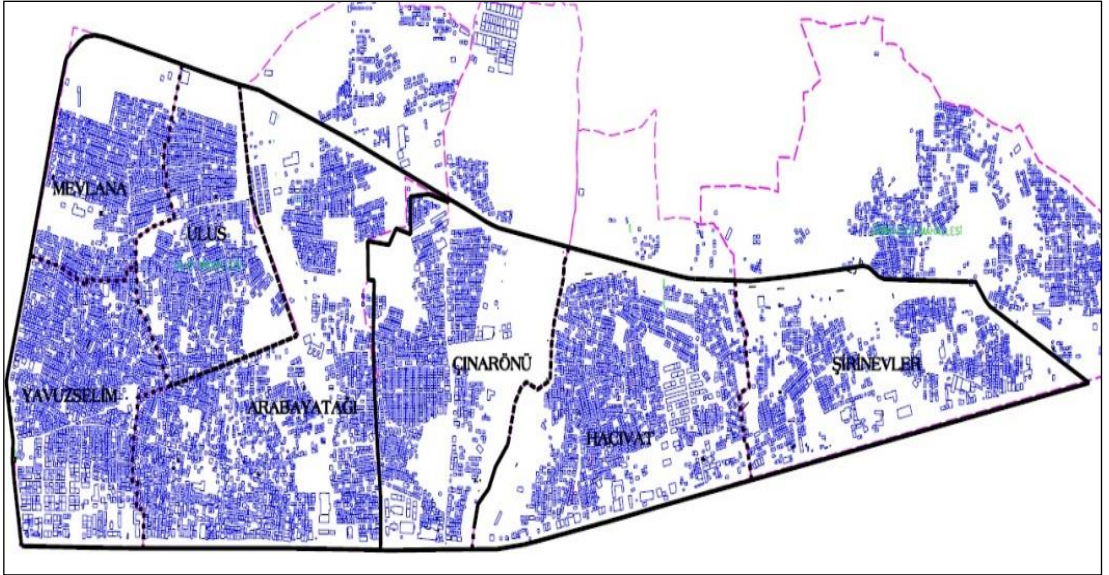 MEVLANA
ULUS
ÇINARÖNÜ
ŞİRİNEVLER
YAVUZSELİM
ARABAYATAĞI
HACIVAT